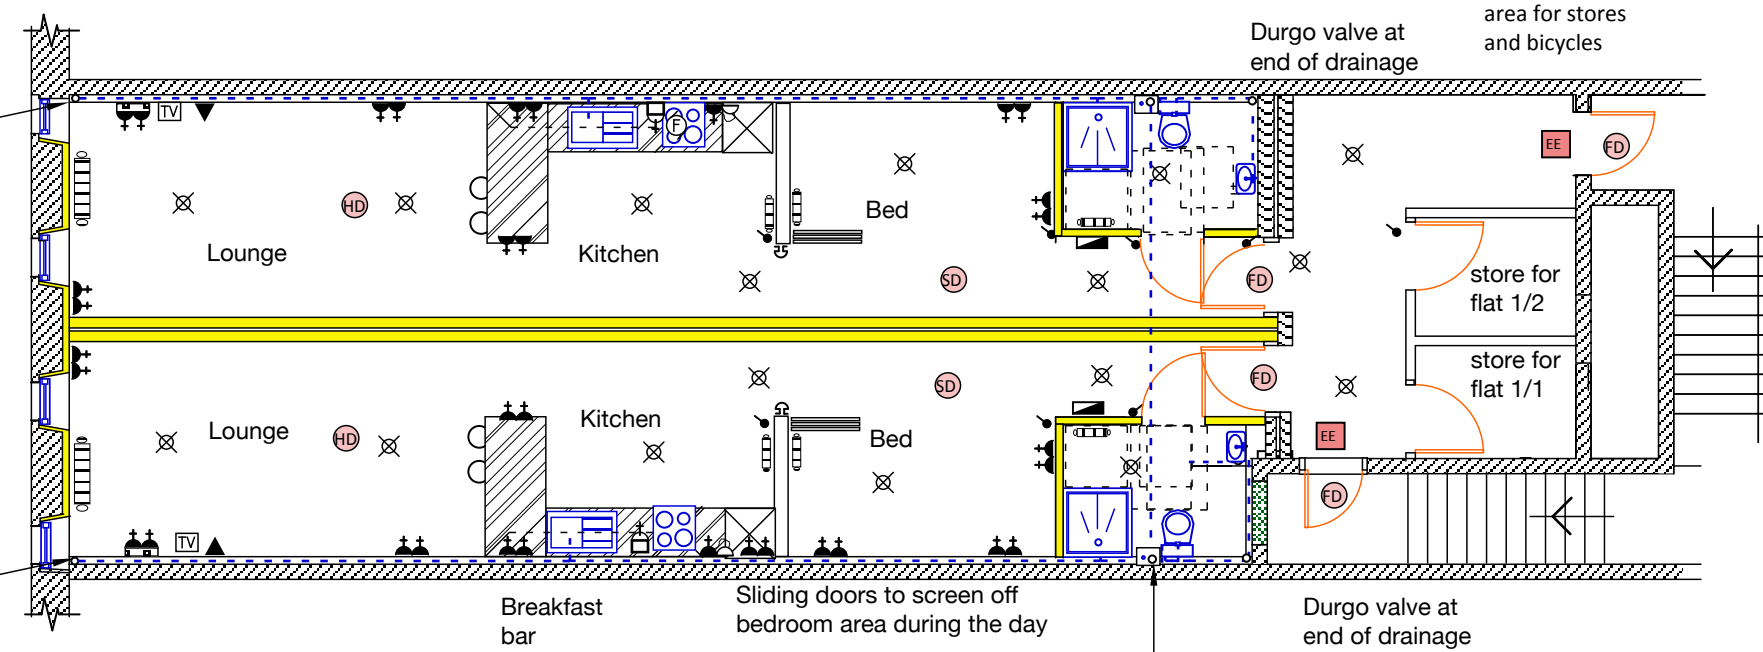 area for stores
and bicycles
Durgo valve at
end of drainage
TV
F
EE
FD
HD
Bed
Lounge
Kitchen
SD
FD
store for
flat 1/2
store for
flat 1/1
SD
FD
Lounge
HD
Kitchen
Bed
EE
FD
TV
Breakfast
bar
Sliding doors to screen off
bedroom area during the day
Durgo valve at
end of drainage